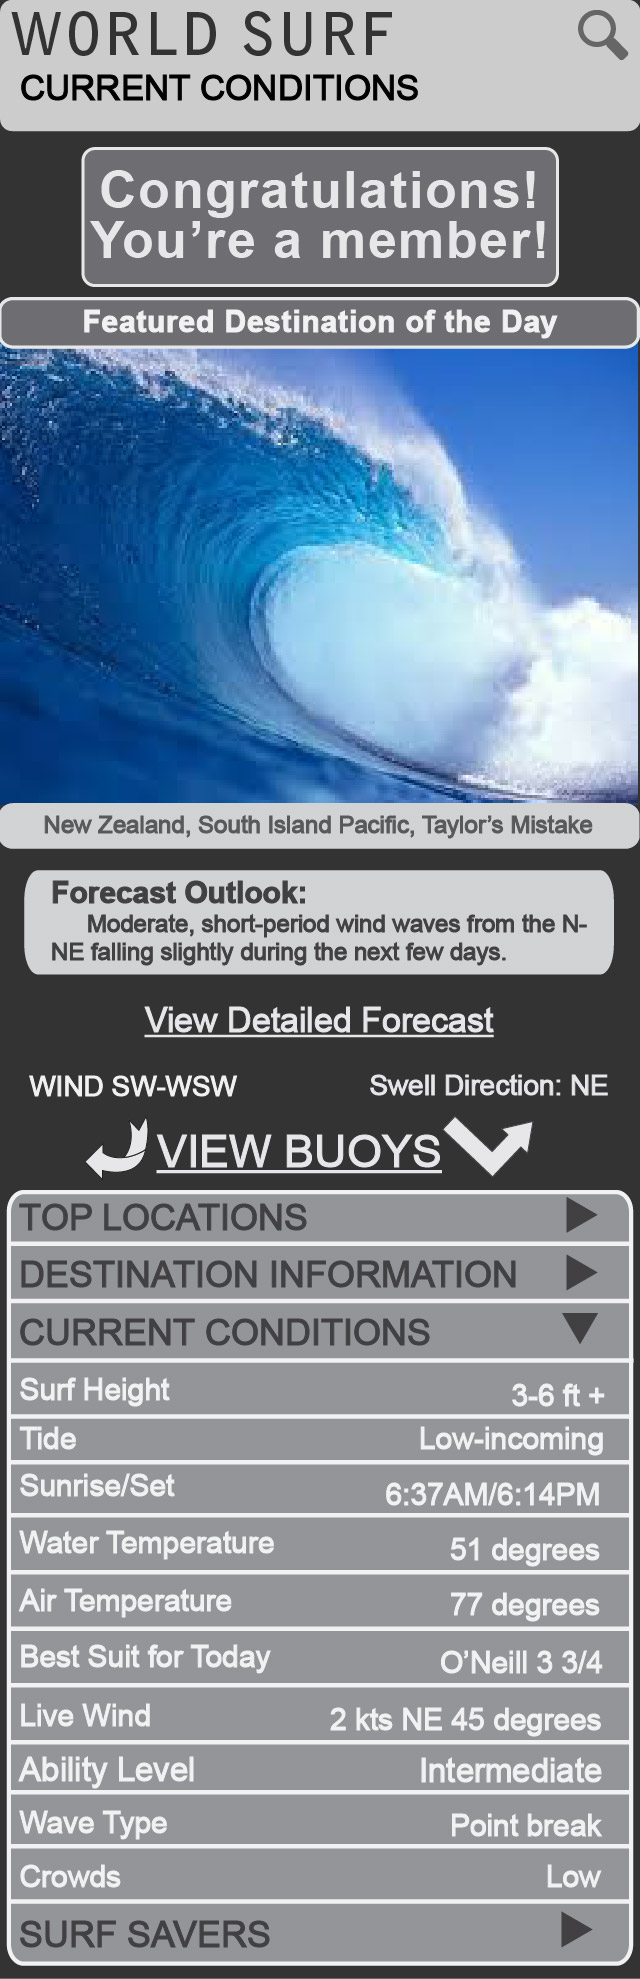 WORLD SURF
CURRENT CONDITIONS
Congratulations!
You're a member!
Featured Destination of the Day
New Zealand, South Island Pacific, Taylor's Mistake
Forecast Outlook:
Moderate, short-period wind waves from the N-
NE falling slightly during the next few days.
View Detailed Forecast
WIND SW-WSW Swell Direction: NE
VIEW BUOYS
TOP LOCATIONS
DESTINATION INFORMATION
CURRENT CONDITIONS
Surf Height 3-6 ft +
Tide Low-incoming
Sunrise/Set 6:37AM/6:14PM
Water Temperature 51 degrees
Air Temperature 77 degrees
Best Suit for Today O'Neill 3 3/4
Live Wind 2 kts NE 45 degrees
Ability Level Intermediate
Wave Type Point break
Crowds Low
SURF SAVERS